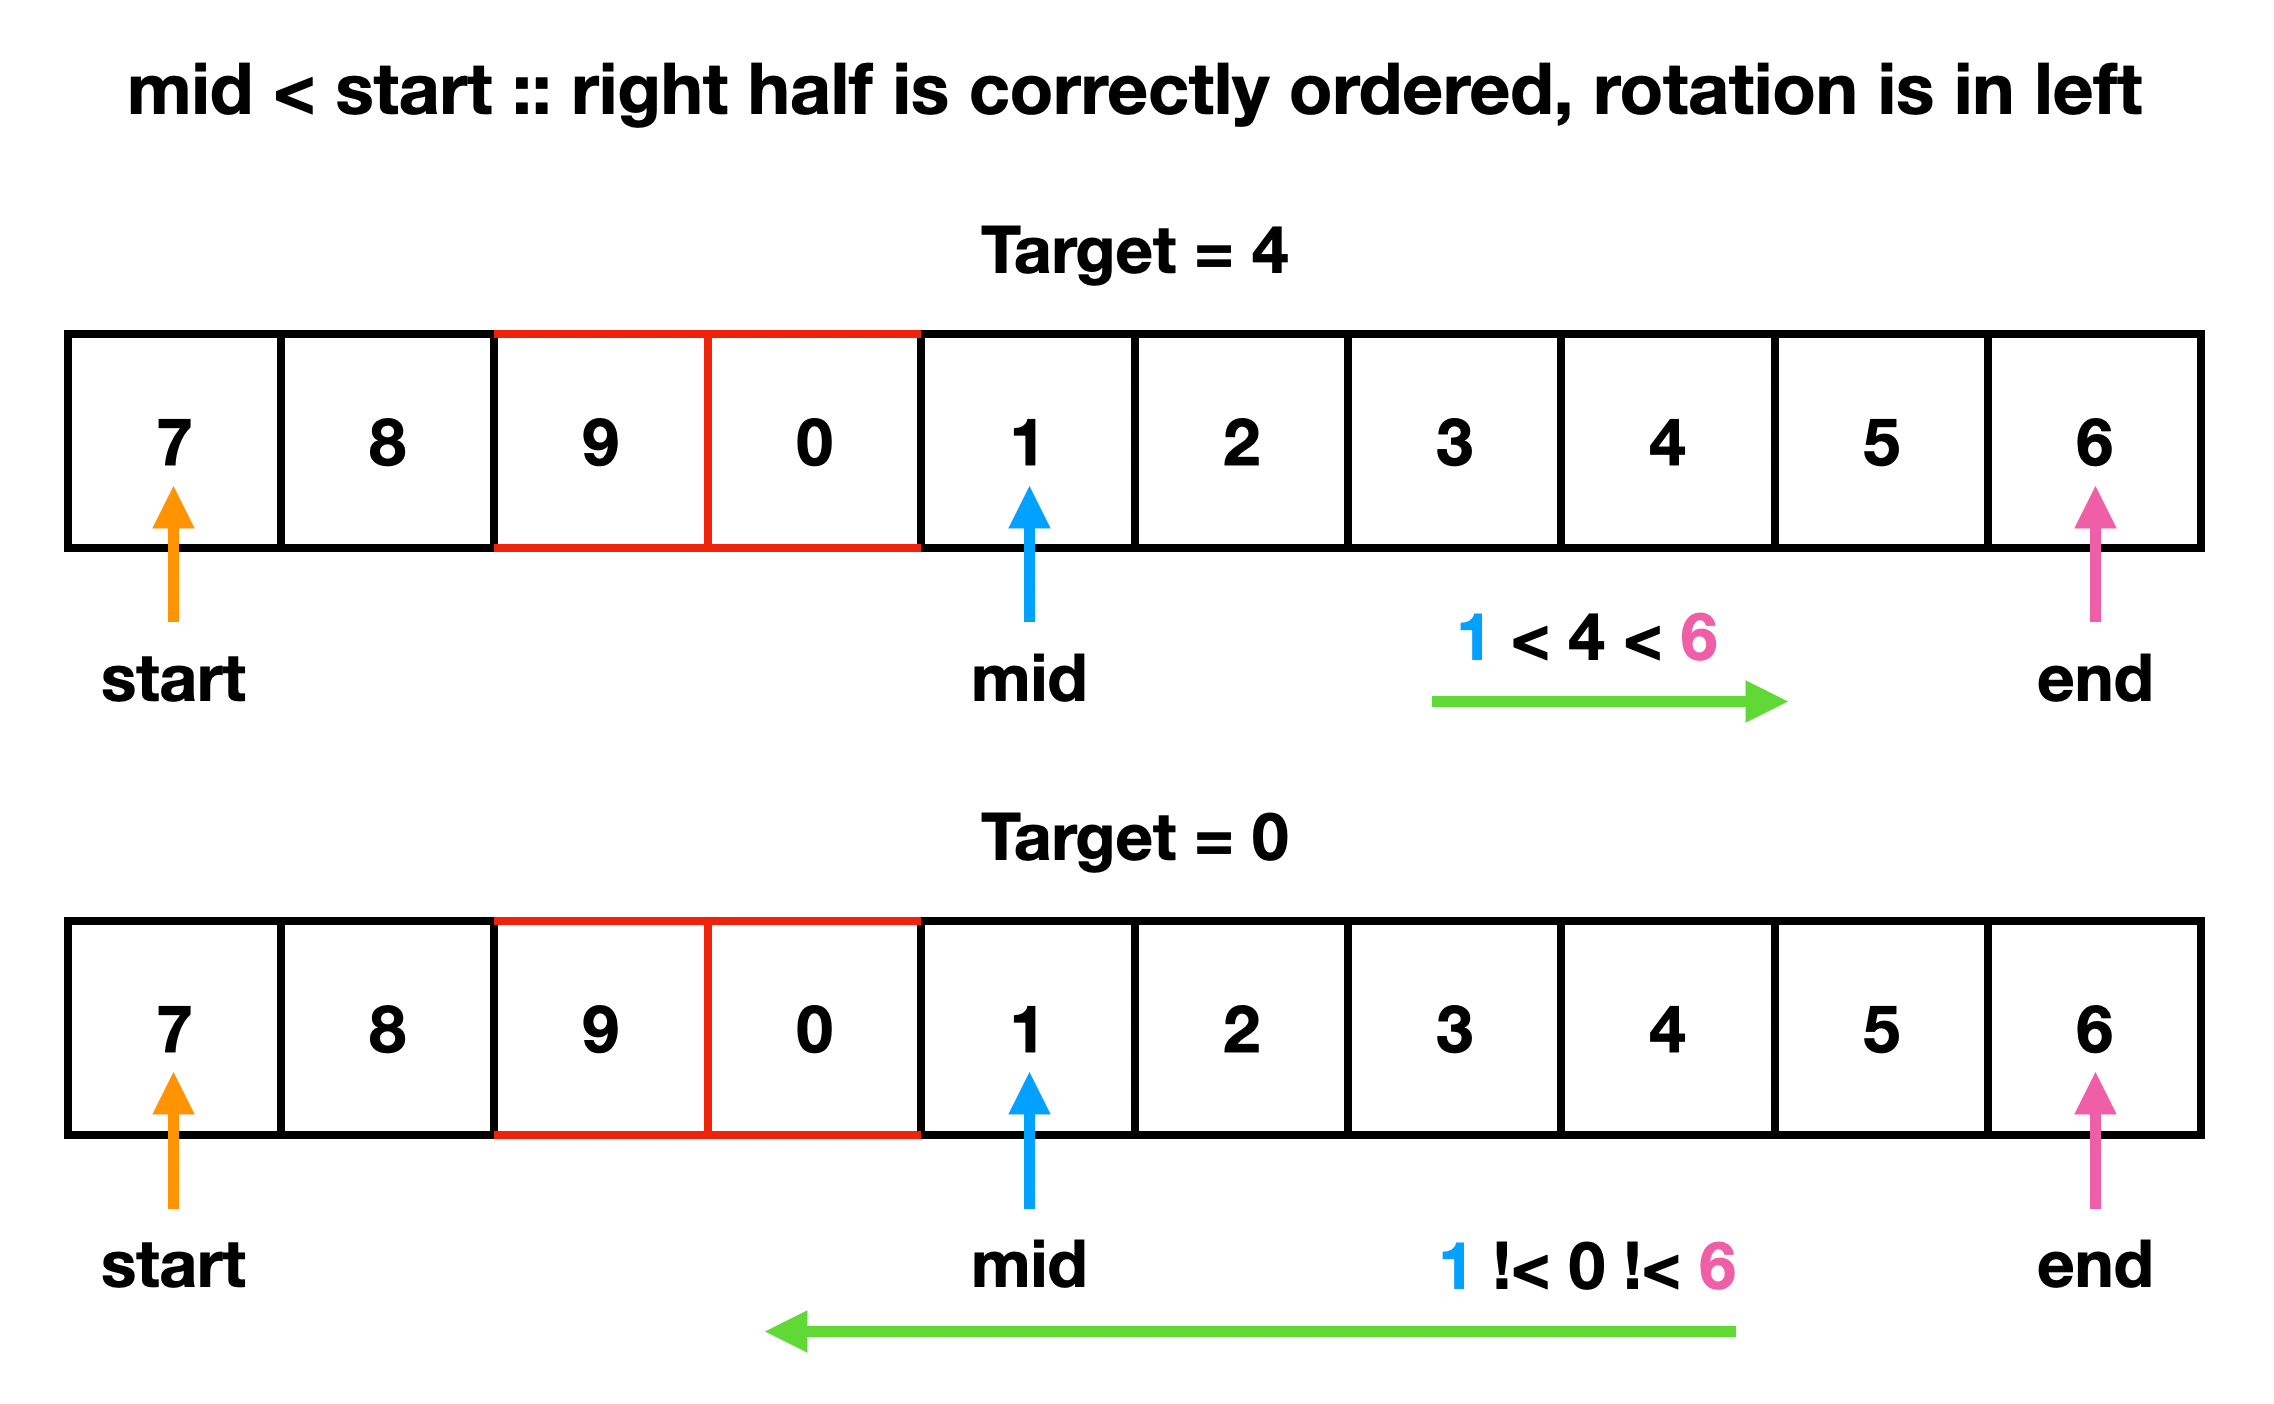 mid < start :: right half is correctly ordered, rotation is in left
Target = 4
7 8 9 0 1 2 3 4 5 6
1 < 4 < 6
start mid end
Target = 0
7 8 9 0 1 2 3 4 5 6
start mid 1 !< 0 !< 6 end